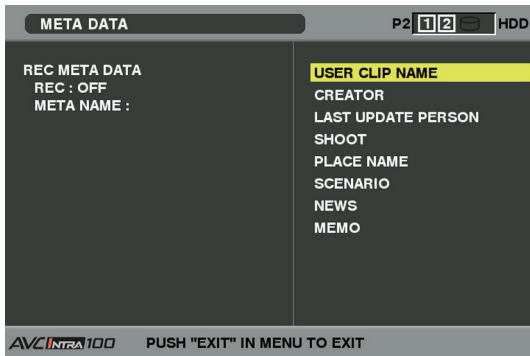 META DATA
P2 1 2 HDD
REC META DATA
REC : OFF
META NAME :
USER CLIP NAME
CREATOR
LAST UPDATE PERSON
SHOOT
PLACE NAME
SCENARIO
NEWS
MEMO
AVC INTRA 100 PUSH "EXIT" IN MENU TO EXIT